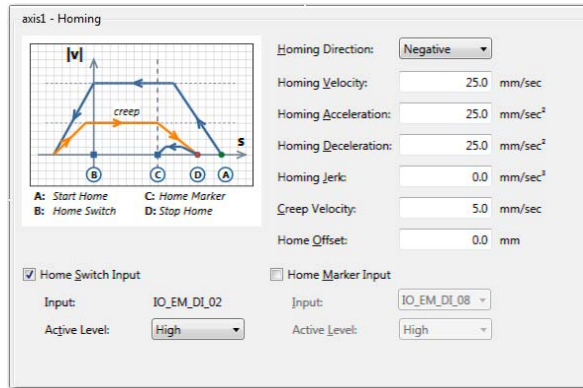 axis1 - Homing
|v|
creep
s
B C D A
A: Start Home C: Home Marker
B: Home Switch D: Stop Home
Homing Direction: Negative
Homing Velocity: 25.0 mm/sec
Homing Acceleration: 25.0 mm/sec²
Homing Deceleration: 25.0 mm/sec²
Homing Jerk: 0.0 mm/sec³
Creep Velocity: 5.0 mm/sec
Home Offset: 0.0 mm
Home Switch Input
Input: IO_EM_DI_02
Active Level: High
Home Marker Input
Input: IO_EM_DI_08
Active Level: High